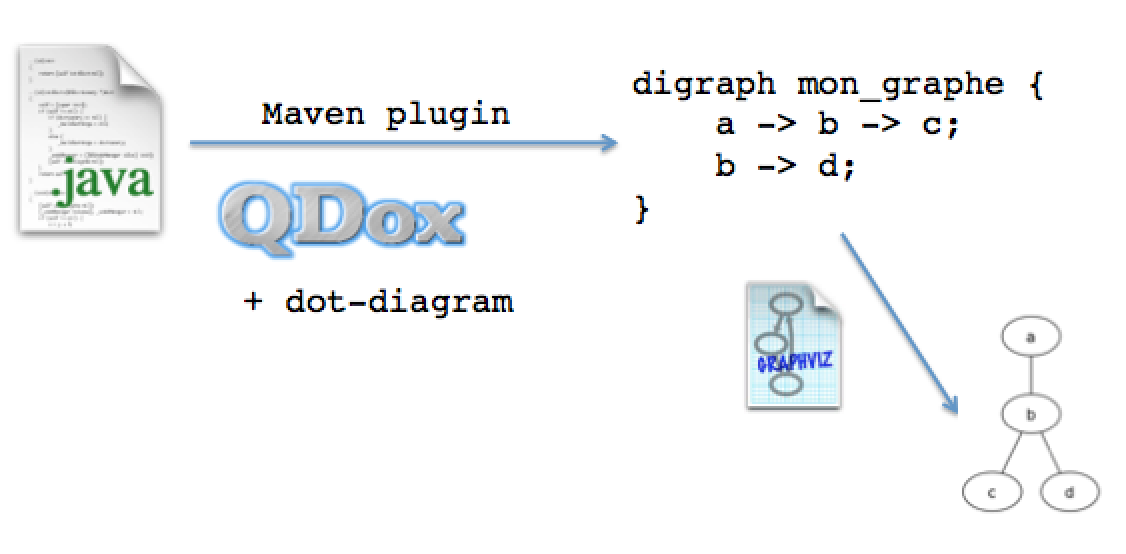 .java
Maven plugin
QDox
+ dot-diagram
digraph mon_graphe {
    a -> b -> c;
    b -> d;
}
GRAPHVIZ
a
b
c d